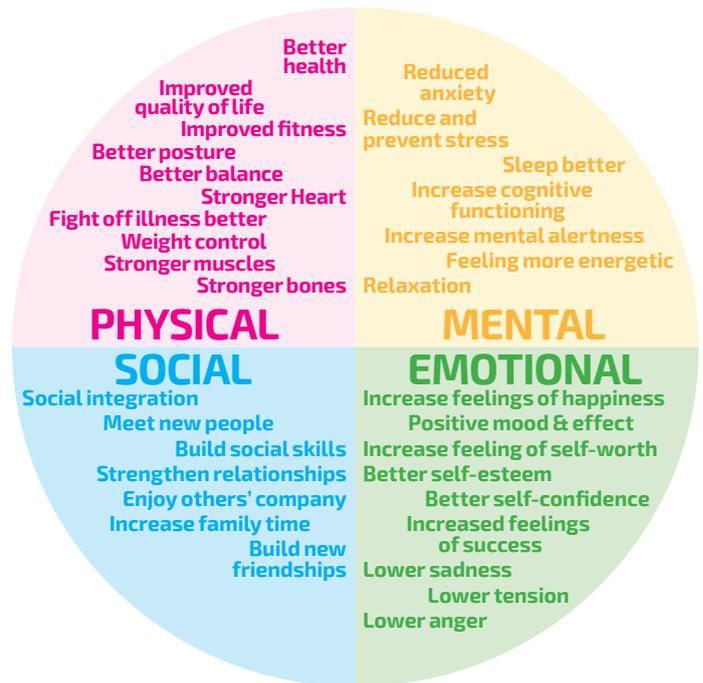 Better
health
Improved
quality of life
Improved fitness
Better posture
Better balance
Stronger Heart
Fight off illness better
Weight control
Stronger muscles
Stronger bones
PHYSICAL
Reduced
anxiety
Reduce and
prevent stress
Sleep better
Increase cognitive
functioning
Increase mental alertness
Feeling more energetic
Relaxation
MENTAL
SOCIAL
Social integration
Meet new people
Build social skills
Strengthen relationships
Enjoy others’ company
Increase family time
Build new
friendships
EMOTIONAL
Increase feelings of happiness
Positive mood & effect
Increase feeling of self-worth
Better self-esteem
Better self-confidence
Increased feelings
of success
Lower sadness
Lower tension
Lower anger